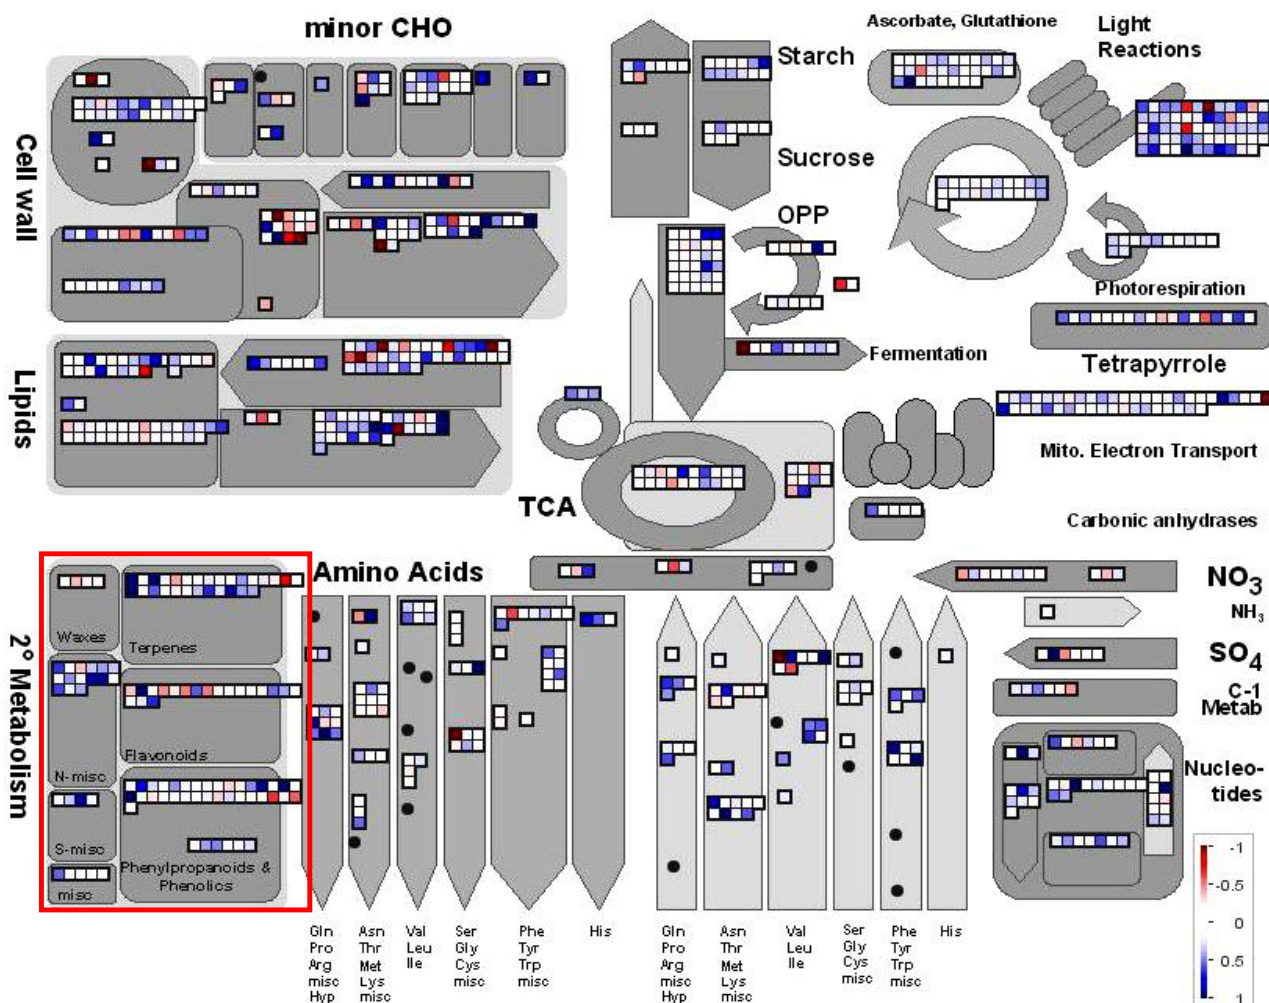 minor CHO
Ascorbate, Glutathione
Light
Reactions
Starch
Sucrose
Cell wall
OPP
Photorespiration
Fermentation
Tetrapyrrole
Lipids
Mito. Electron Transport
TCA
Carbonic anhydrases
Amino Acids
NO3
NH3
SO4
C-1
Metab
Nucleo-
tides
2° Metabolism
Waxes
Terpenes
N-misc
Flavonoids
S-misc
misc
Phenylpropanoids &
Phenolics
Gln
Pro
Arg
misc
Hyp
Asn
Thr
Met
Lys
misc
Val
Leu
Ile
Ser
Gly
Cys
misc
Phe
Tyr
Trp
misc
His
Gln
Pro
Arg
misc
Hyp
Asn
Thr
Met
Lys
misc
Val
Leu
Ile
Ser
Gly
Cys
misc
Phe
Tyr
Trp
misc
His
-1
-0.5
0
0.5
1